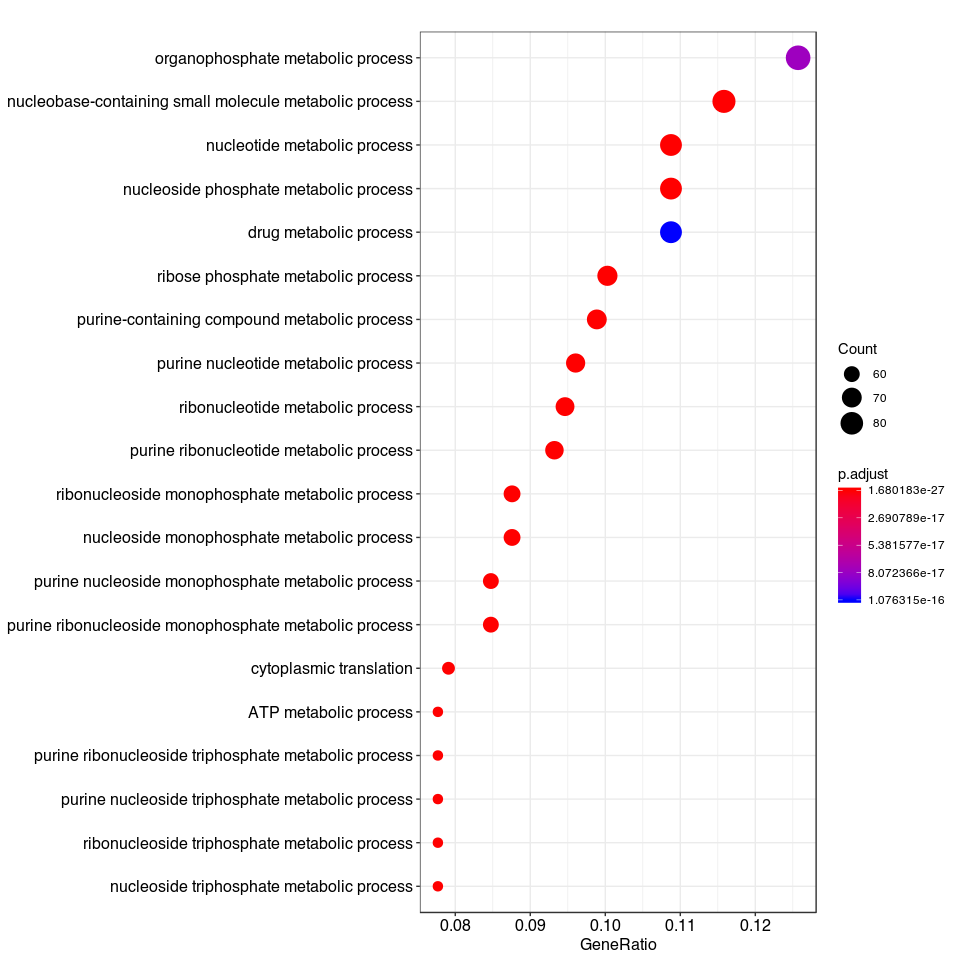 organophosphate metabolic process
nucleobase-containing small molecule metabolic process
nucleotide metabolic process
nucleoside phosphate metabolic process
drug metabolic process
ribose phosphate metabolic process
purine-containing compound metabolic process
purine nucleotide metabolic process
ribonucleotide metabolic process
purine ribonucleotide metabolic process
ribonucleoside monophosphate metabolic process
nucleoside monophosphate metabolic process
purine nucleoside monophosphate metabolic process
purine ribonucleoside monophosphate metabolic process
cytoplasmic translation
ATP metabolic process
purine ribonucleoside triphosphate metabolic process
purine nucleoside triphosphate metabolic process
ribonucleoside triphosphate metabolic process
nucleoside triphosphate metabolic process
0.08 0.09 0.10 0.11 0.12
GeneRatio
Count
60
70
80
p.adjust
1.680183e-27
2.690789e-17
5.381577e-17
8.072366e-17
1.076315e-16